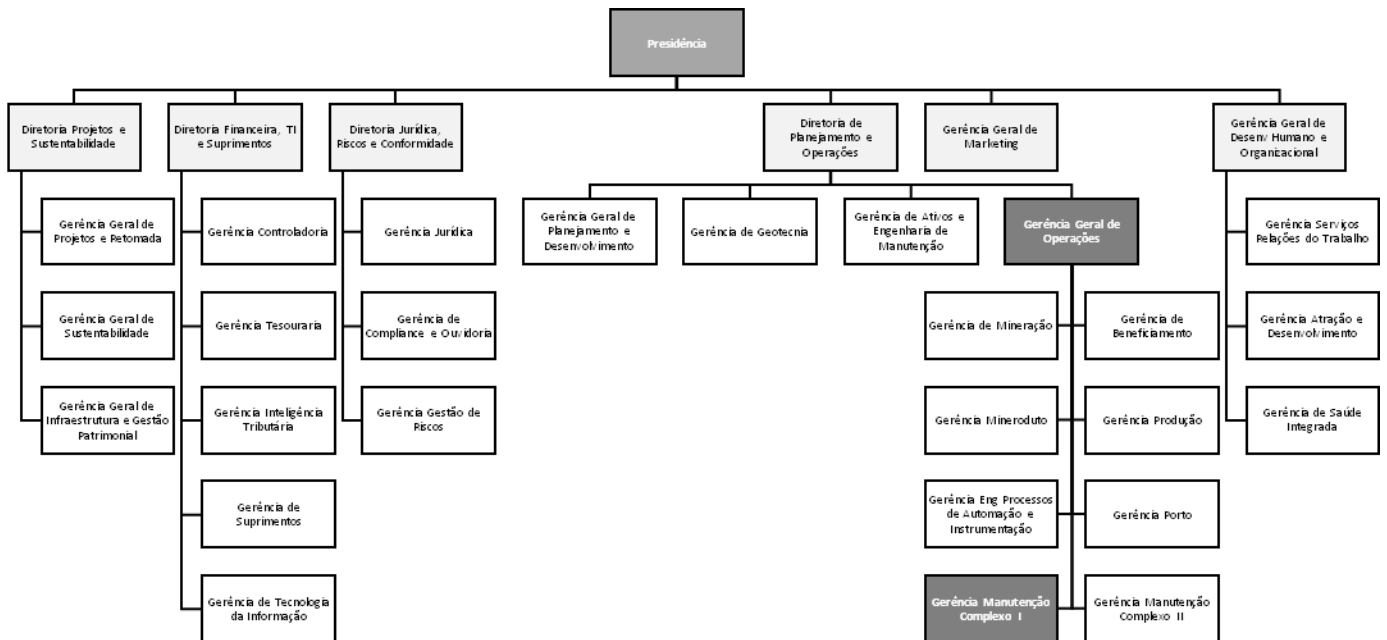 Presidência
Diretoria Projetos e
Sustentabilidade
Diretoria Financeira, TI
e Suprimentos
Diretoria Jurídica,
Riscos e Conformidade
Diretoria de
Planejamento e
Operações
Gerência Geral de
Marketing
Gerência Geral de
Desenv Humano e
Organizacional
Gerência Geral de
Projetos e Retomada
Gerência Controladoria
Gerência Jurídica
Gerência Geral de
Planejamento e
Desenvolvimento
Gerência de Geotecnia
Gerência de Ativos e
Engenharia de
Manutenção
Gerência Geral de
Operações
Gerência Serviços
Relações do Trabalho
Gerência Geral de
Sustentabilidade
Gerência Tesouraria
Gerência de
Compliance e Ouvidoria
Gerência de Mineração
Gerência de
Beneficiamento
Gerência Atração e
Desenvolvimento
Gerência Geral de
Infraestrutura e Gestão
Patrimonial
Gerência Inteligência
Tributária
Gerência Gestão de
Riscos
Gerência Mineroduto
Gerência Produção
Gerência de Saúde
Integrada
Gerência de
Suprimentos
Gerência Eng Processos
de Automação e
Instrumentação
Gerência Porto
Gerência de Tecnologia
da Informação
Gerência Manutenção
Complexo I
Gerência Manutenção
Complexo II